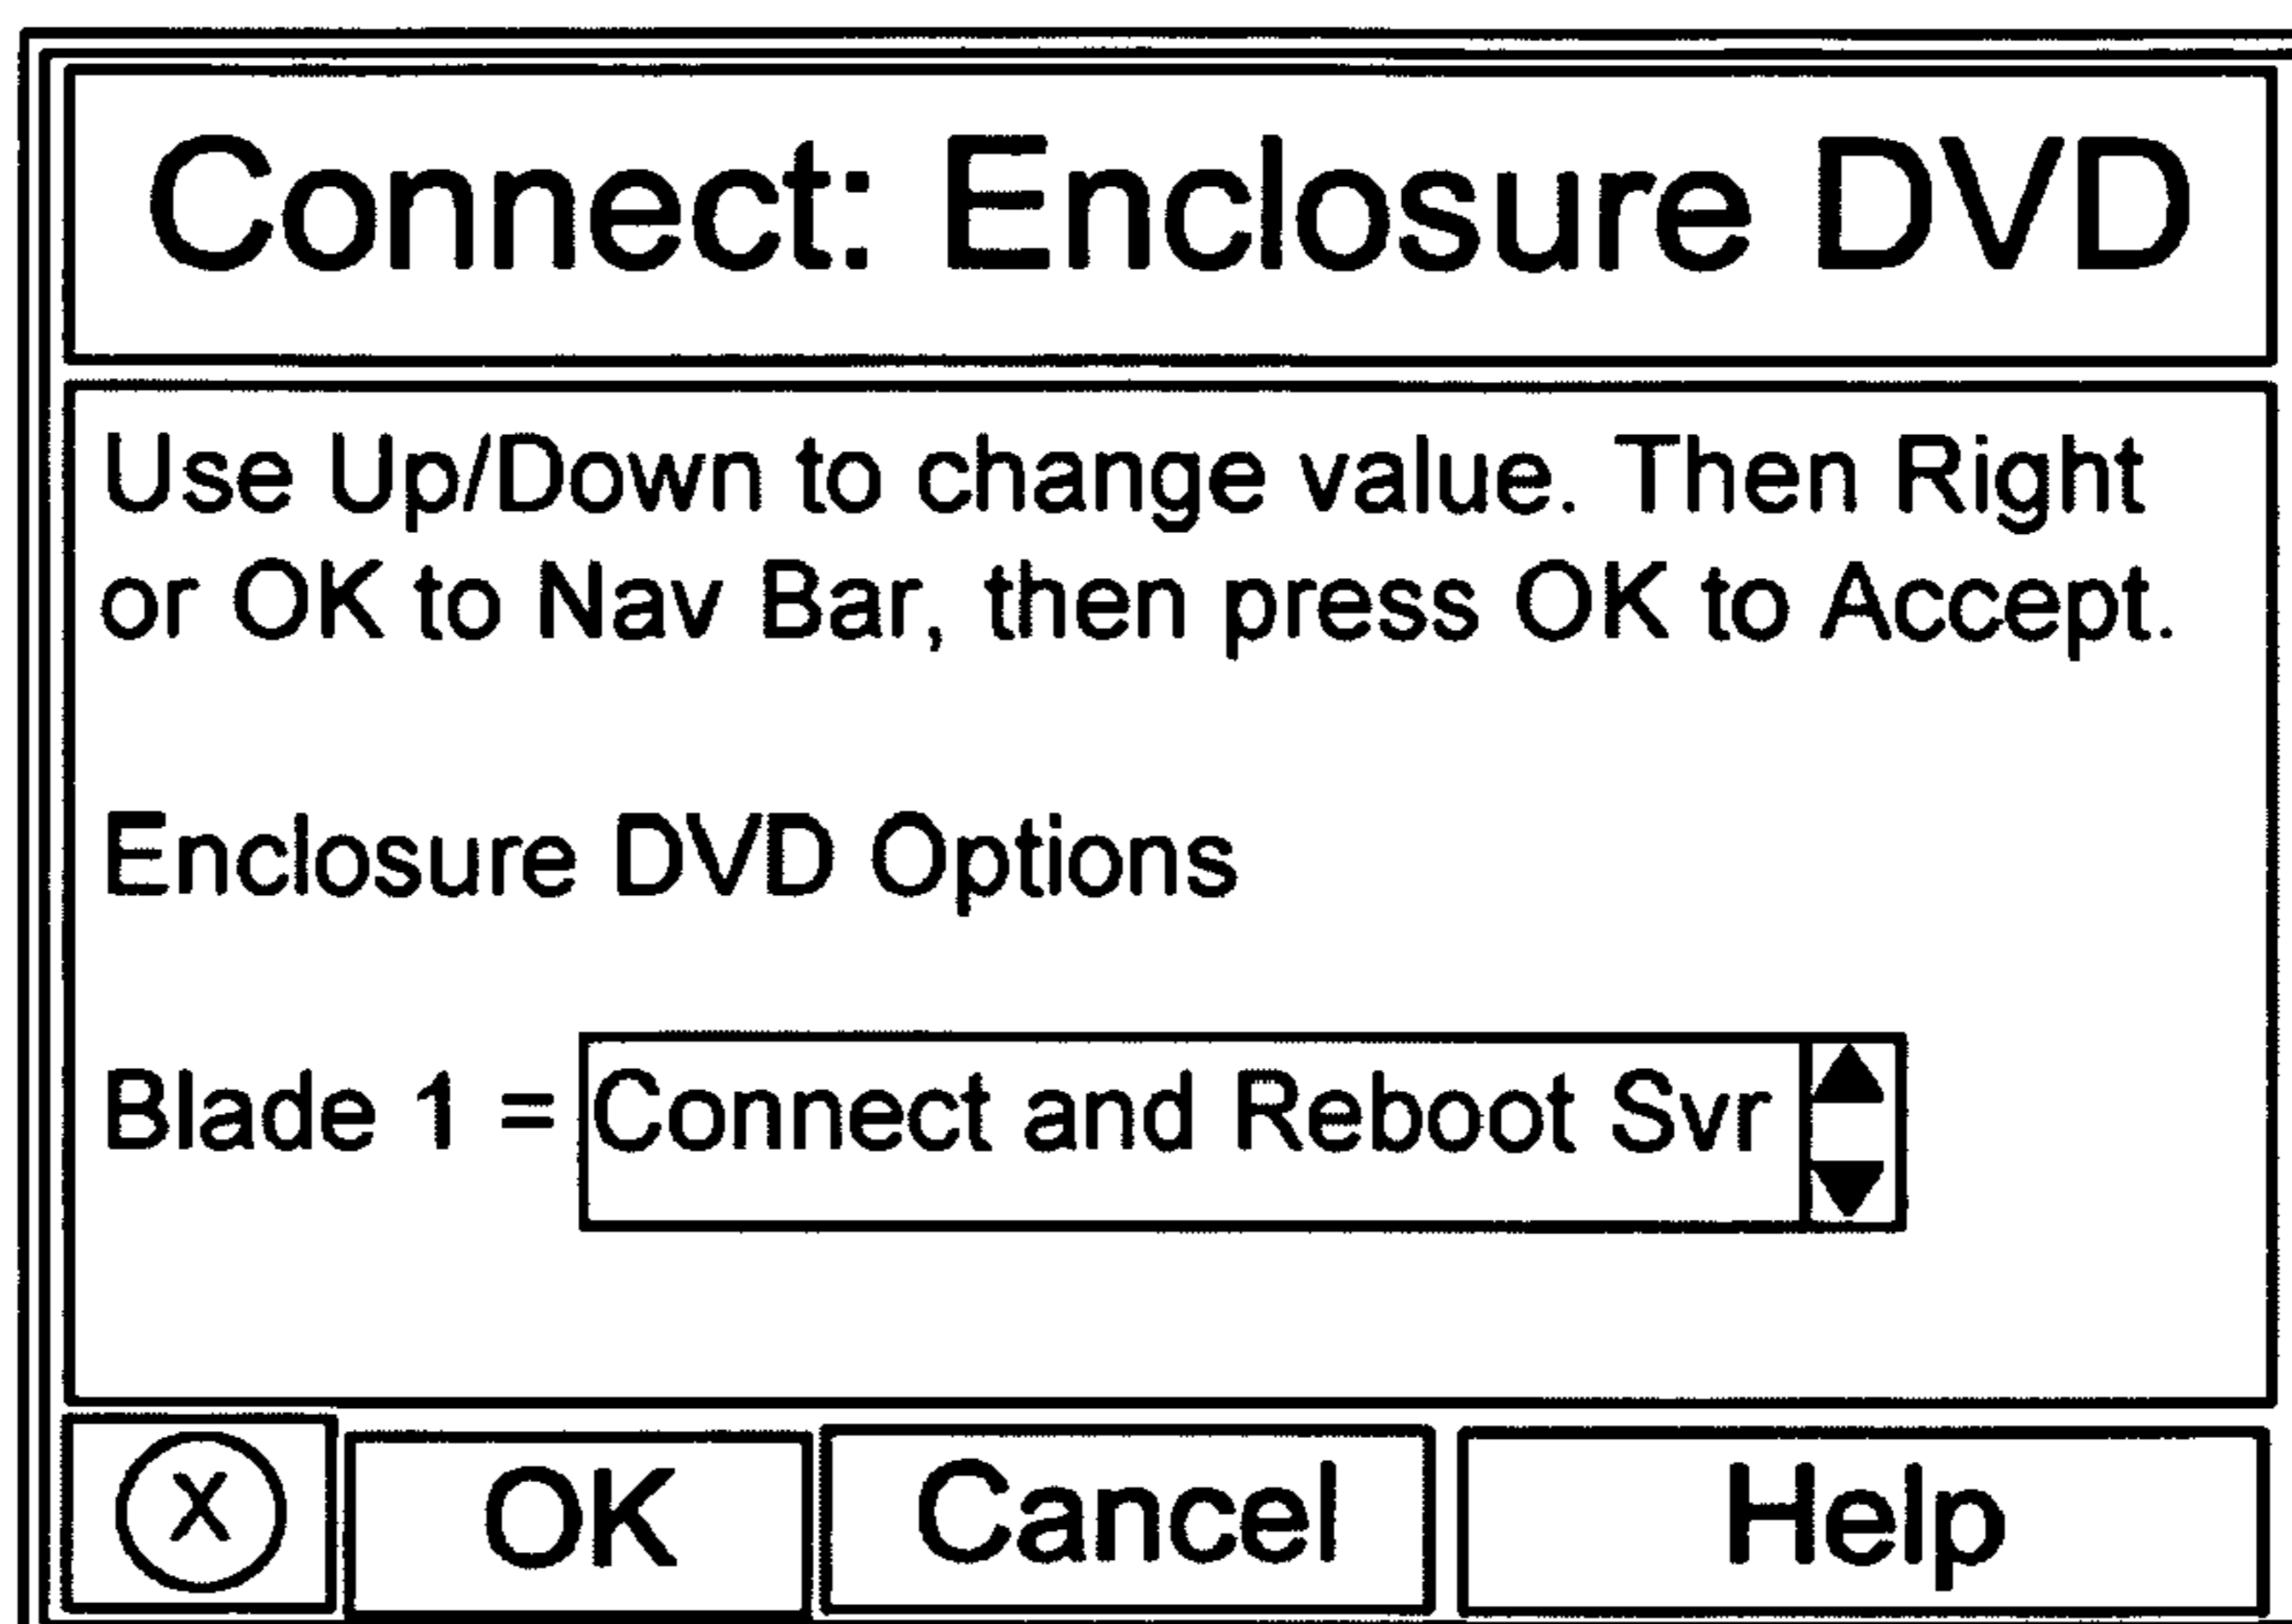 Connect: Enclosure DVD
Use Up/Down to change value. Then Right
or OK to Nav Bar, then press OK to Accept.
Enclosure DVD Options
Blade 1 = Connect and Reboot Svr
X OK Cancel Help